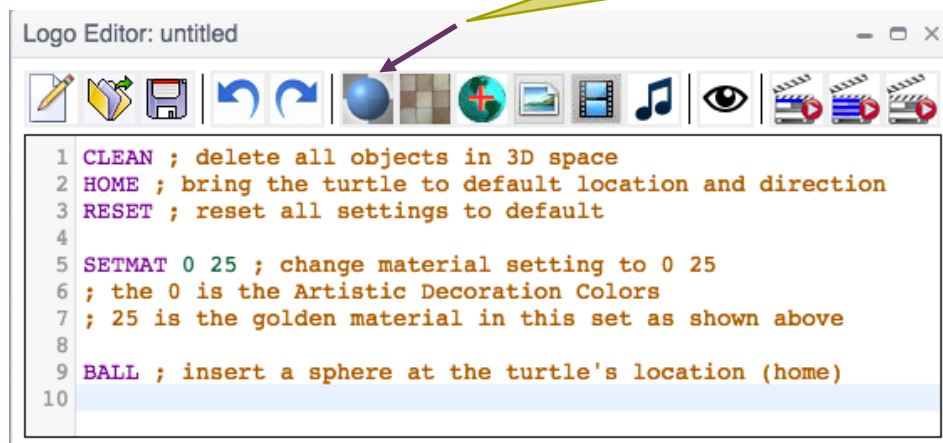 Logo Editor: untitled
1 CLEAN ; delete all objects in 3D space
2 HOME ; bring the turtle to default location and direction
3 RESET ; reset all settings to default
4
5 SETMAT 0 25 ; change material setting to 0 25
6 ; the 0 is the Artistic Decoration Colors
7 ; 25 is the golden material in this set as shown above
8
9 BALL ; insert a sphere at the turtle's location (home)
10